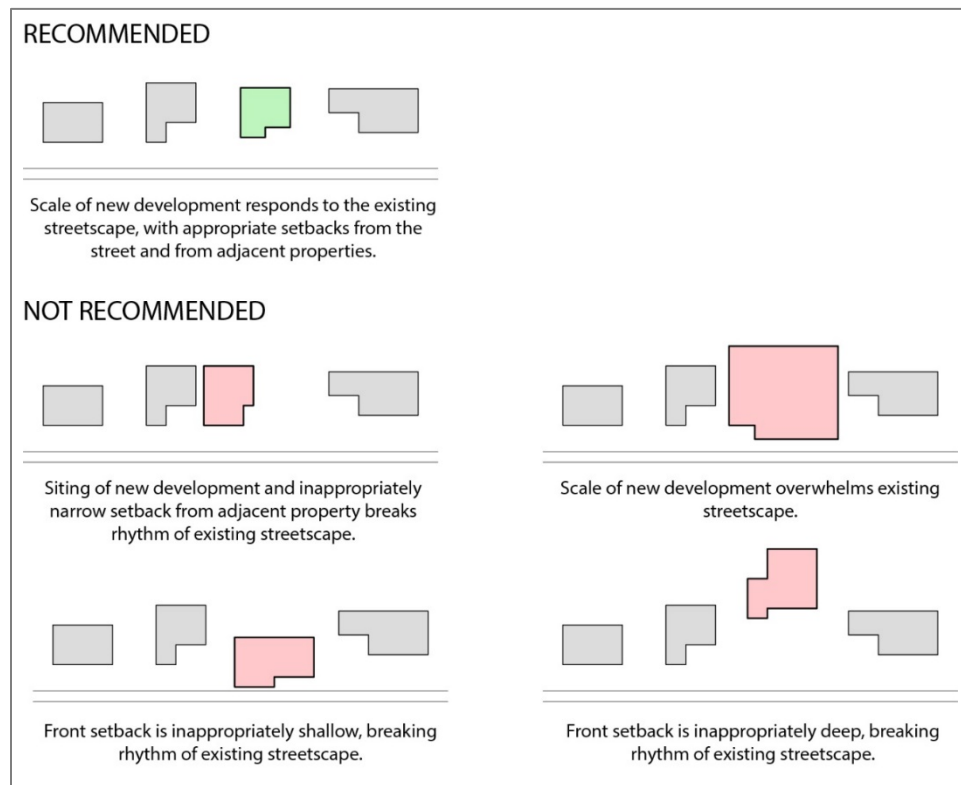 RECOMMENDED
Scale of new development responds to the existing
streetscape, with appropriate setbacks from the
street and from adjacent properties.
NOT RECOMMENDED
Siting of new development and inappropriately
narrow setback from adjacent property breaks
rhythm of existing streetscape.
Scale of new development overwhelms existing
streetscape.
Front setback is inappropriately shallow, breaking
rhythm of existing streetscape.
Front setback is inappropriately deep, breaking
rhythm of existing streetscape.